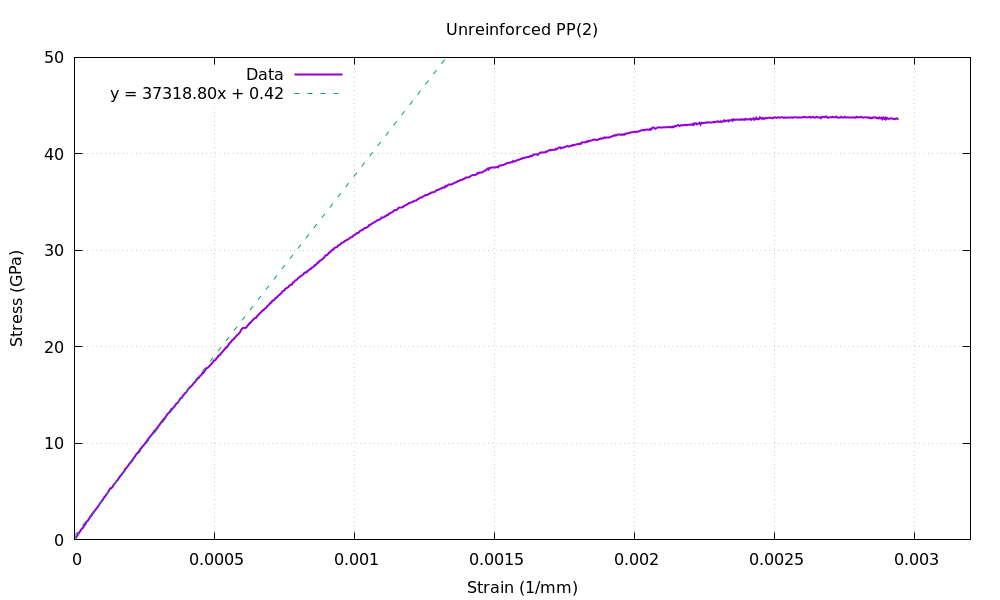 Unreinforced PP(2)
Data
y = 37318.80x + 0.42
50
40
30
20
10
0
Stress (GPa)
0 0.0005 0.001 0.0015 0.002 0.0025 0.003
Strain (1/mm)